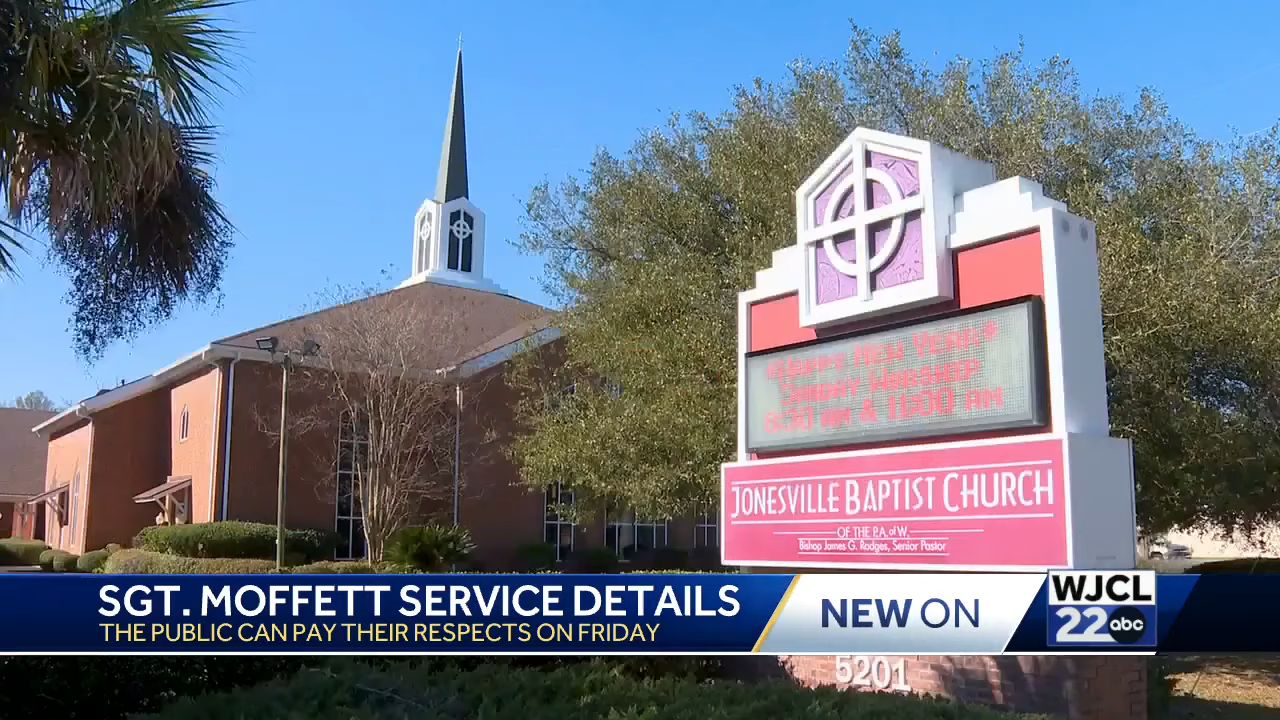 *Happy New Year*
Sunday Worship
8:30 AM & 11:00 AM
JONESVILLE BAPTIST CHURCH
OF THE P.A. of W.
Bishop James G. Rodges, Senior Pastor
SGT. MOFFETT SERVICE DETAILS
THE PUBLIC CAN PAY THEIR RESPECTS ON FRIDAY
NEW ON
WJCL
22 abc
5201